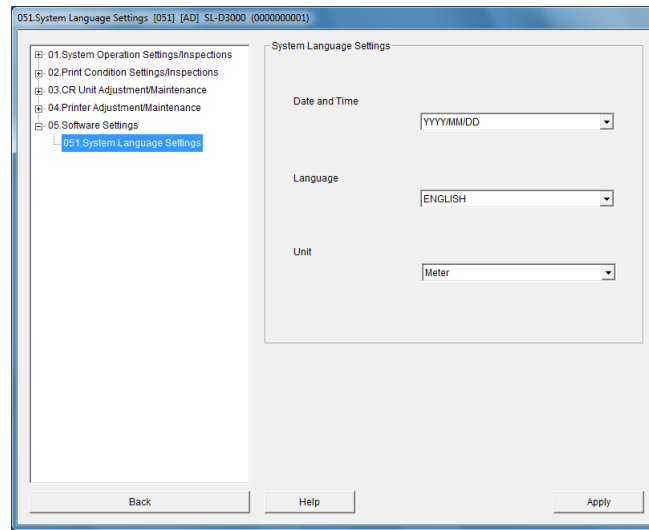 051.System Language Settings [051] [AD] SL-D3000 (0000000001)
01.System Operation Settings/Inspections
02.Print Condition Settings/Inspections
03.CR Unit Adjustment/Maintenance
04.Printer Adjustment/Maintenance
05.Software Settings
051.System Language Settings
System Language Settings
Date and Time
YYYY/MM/DD
Language
ENGLISH
Unit
Meter
Back
Help
Apply